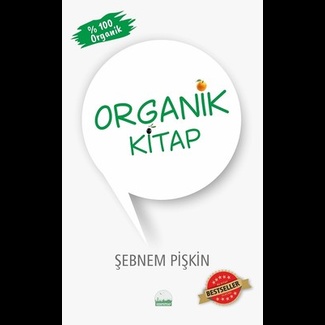 % 100
Organik
ORGANİK
KİTAP
ŞEBNEM PİŞKİN
BESTSELLER